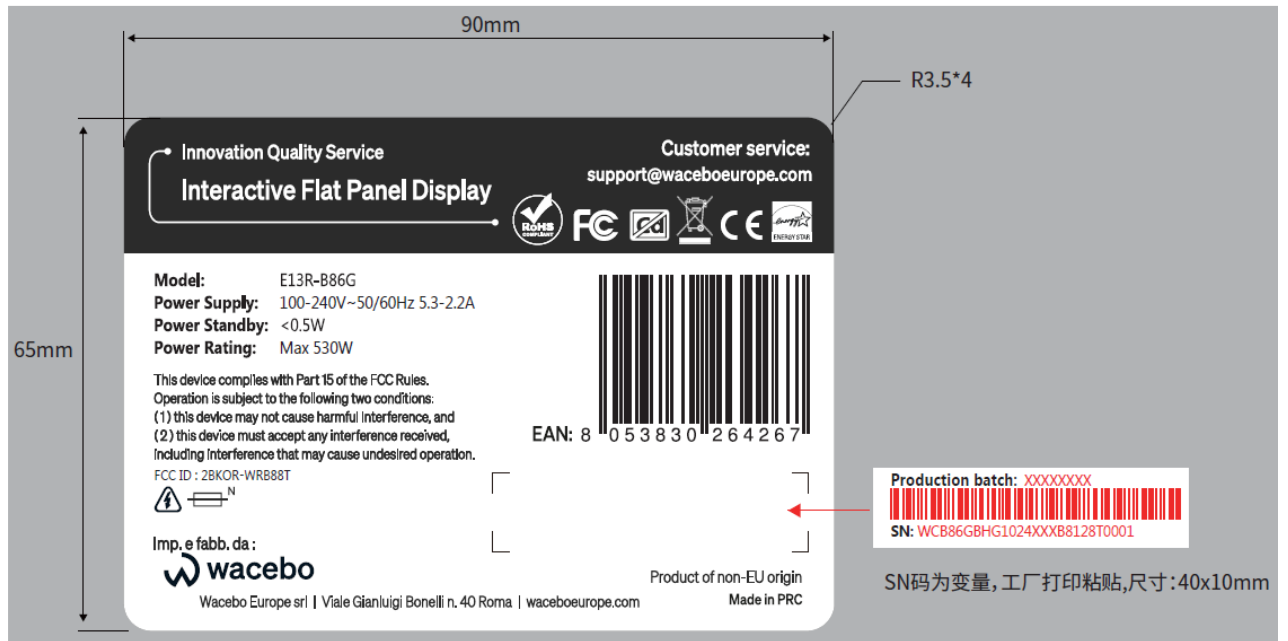 90mm
R3.5*4
65mm
Innovation Quality Service
Interactive Flat Panel Display
Customer service:
support@waceboeurope.com
RoHS
COMPLIANT
FC
CE
energy
ENERGY STAR
Model: E13R-B86G
Power Supply: 100-240V~50/60Hz 5.3-2.2A
Power Standby: <0.5W
Power Rating: Max 530W
This device complies with Part 15 of the FCC Rules.
Operation is subject to the following two conditions:
(1) this device may not cause harmful interference, and
(2) this device must accept any interference received,
including interference that may cause undesired operation.
FCC ID : 2BKOR-WRB88T
N
EAN: 8 053830 264267
Production batch: XXXXXXXX
SN: WCB86GBHG1024XXXB8128T0001
SN码为变量,工厂打印粘贴,尺寸:40x10mm
Imp. e fabb. da :
wacebo
Wacebo Europe srl | Viale Gianluigi Bonelli n. 40 Roma | waceboeurope.com
Product of non-EU origin
Made in PRC